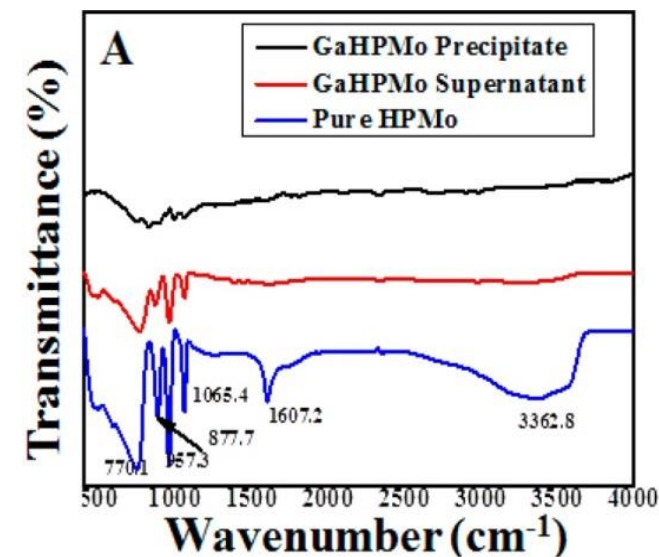 A
GaHPMo Precipitate
GaHPMo Supernatant
Pure HPMo
Transmittance (%)
1065.4
1607.2
3362.8
877.7
770.1
957.3
500 1000 1500 2000 2500 3000 3500 4000
Wavenumber (cm-1)